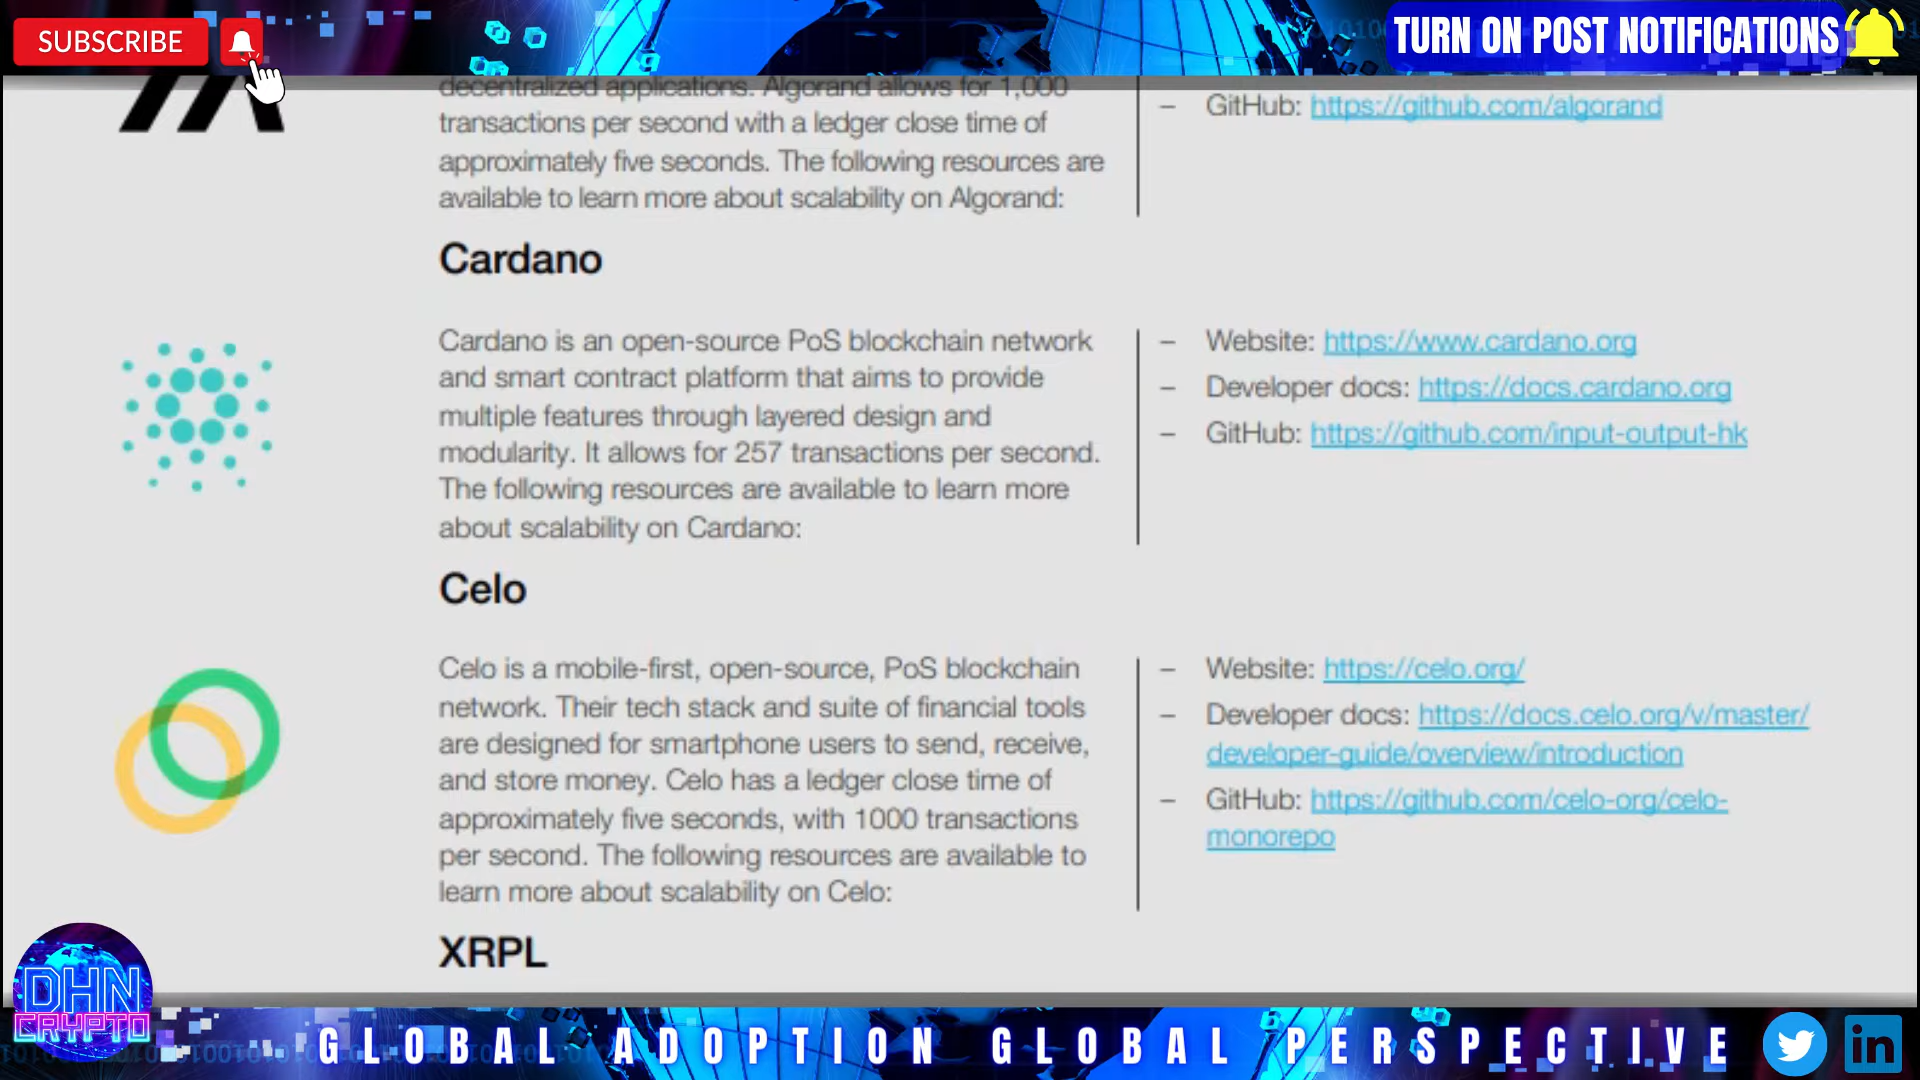 SUBSCRIBE
TURN ON POST NOTIFICATIONS
decentralized applications. Algorand allows for 1,000
transactions per second with a ledger close time of
approximately five seconds. The following resources are
available to learn more about scalability on Algorand:
– GitHub: https://github.com/algorand
Cardano
Cardano is an open-source PoS blockchain network
and smart contract platform that aims to provide
multiple features through layered design and
modularity. It allows for 257 transactions per second.
The following resources are available to learn more
about scalability on Cardano:
– Website: https://www.cardano.org
– Developer docs: https://docs.cardano.org
– GitHub: https://github.com/input-output-hk
Celo
Celo is a mobile-first, open-source, PoS blockchain
network. Their tech stack and suite of financial tools
are designed for smartphone users to send, receive,
and store money. Celo has a ledger close time of
approximately five seconds, with 1000 transactions
per second. The following resources are available to
learn more about scalability on Celo:
– Website: https://celo.org/
– Developer docs: https://docs.celo.org/v/master/
developer-guide/overview/introduction
– GitHub: https://github.com/celo-org/celo-
monorepo
XRPL
DHN
CRYPTO
GLOBAL ADOPTION GLOBAL PERSPECTIVE
in